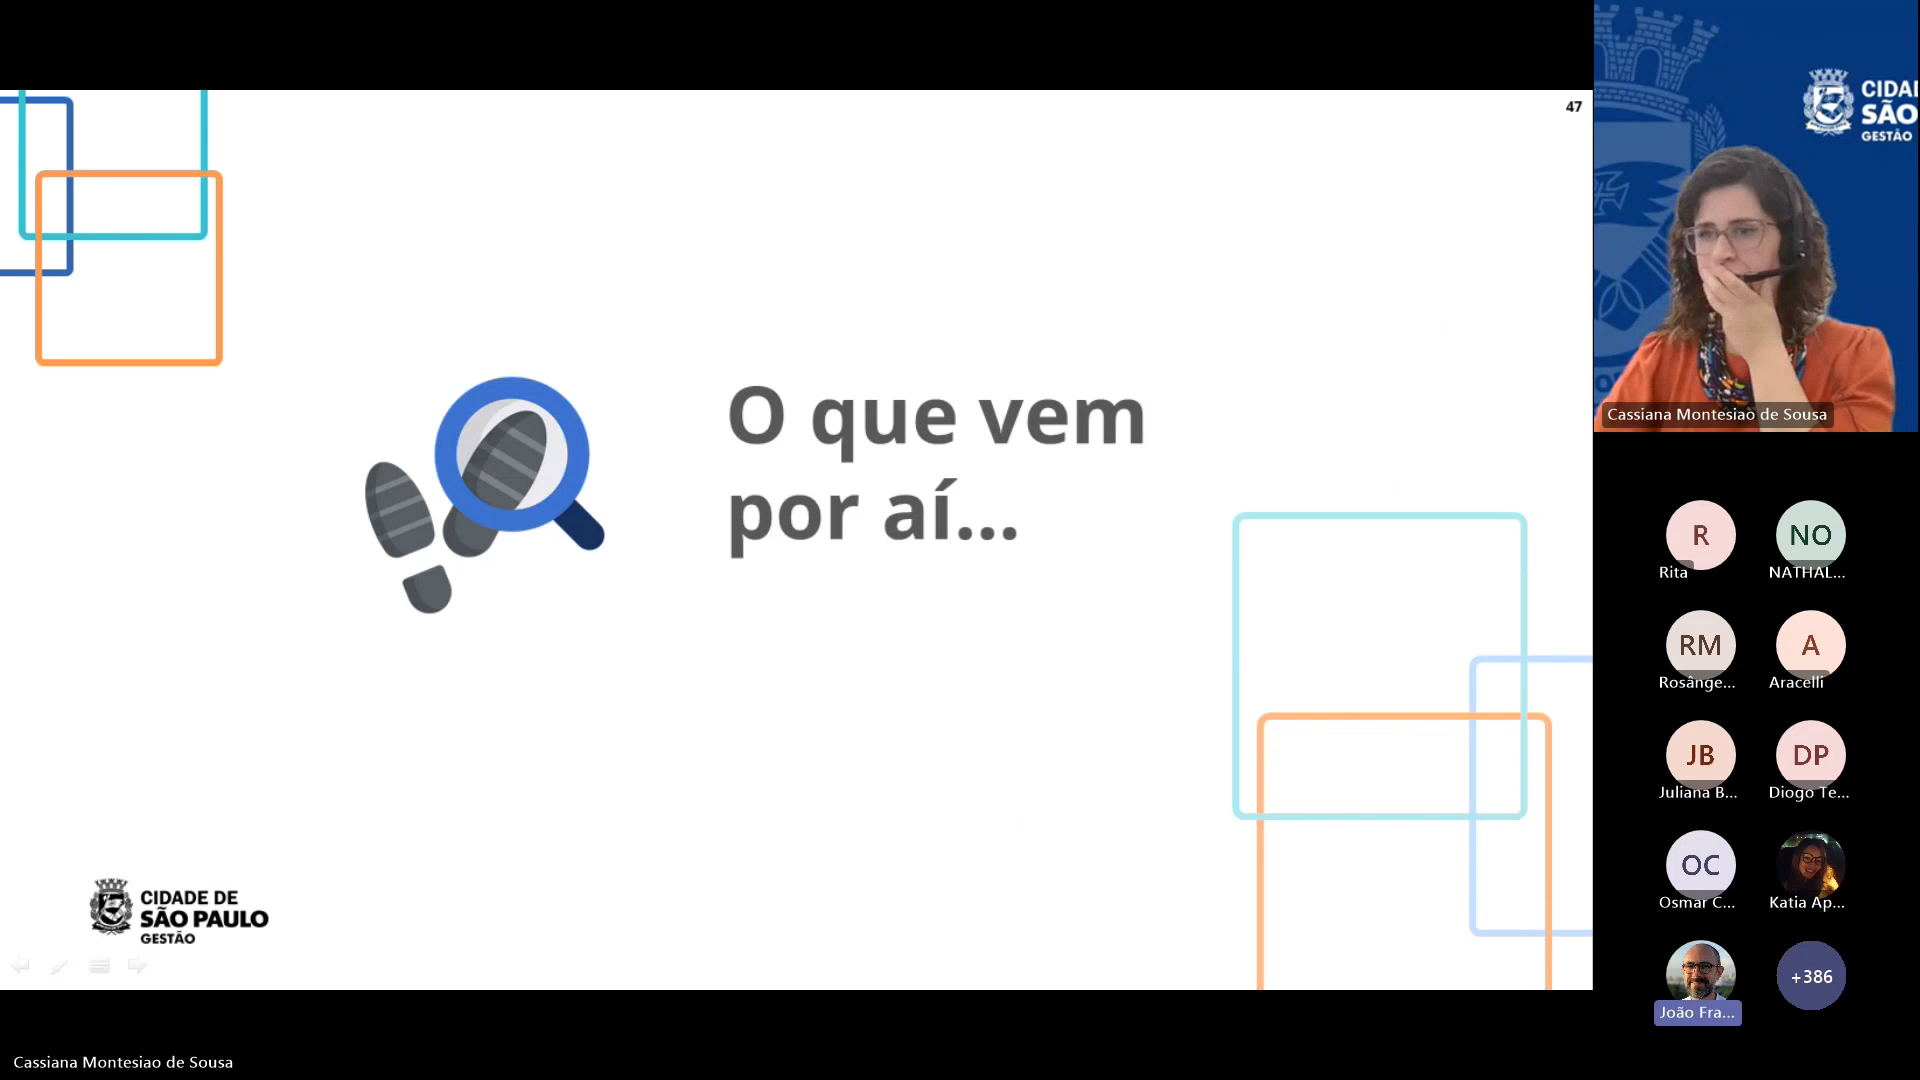 47
O que vem
por aí...
CIDADE DE
SÃO PAULO
GESTÃO
CIDAI
SÃO
GESTÃO
Cassiana Montesiao de Sousa
R
Rita
NO
NATHAL...
RM
Rosânge...
A
Aracelli
JB
Juliana B...
DP
Diogo Te...
OC
Osmar C...
Katia Ap...
João Fra...
+386
Cassiana Montesiao de Sousa